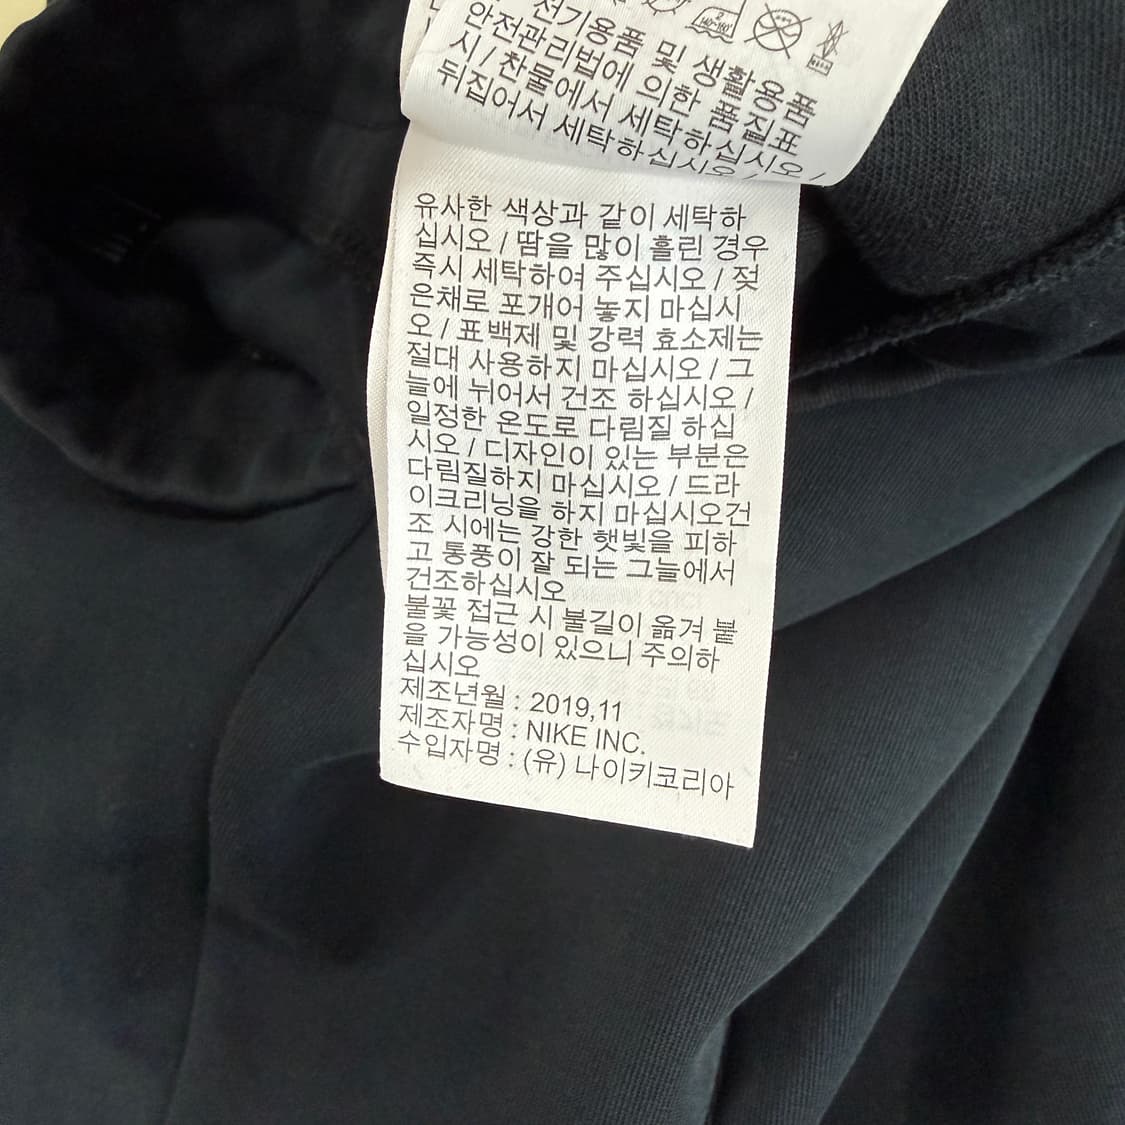 전기용품 및 생활용품
안전관리법에 의한 품질표
시 / 찬물에서 세탁하십시오 /
뒤집어서 세탁하십시오 /
유사한 색상과 같이 세탁하
십시오 / 땀을 많이 흘린 경우
즉시 세탁하여 주십시오 / 젖
은채로 포개어 놓지 마십시
오 / 표백제 및 강력 효소제는
절대 사용하지 마십시오 / 그
늘에 뉘어서 건조 하십시오 /
일정한 온도로 다림질 하십
시오 / 디자인이 있는 부분은
다림질하지 마십시오 / 드라
이크리닝을 하지 마십시오건
조 시에는 강한 햇빛을 피하
고 통풍이 잘 되는 그늘에서
건조하십시오
불꽃 접근 시 불길이 옮겨 붙
을 가능성이 있으니 주의하
십시오
제조년월 : 2019,11
제조자명 : NIKE INC.
수입자명 : (유) 나이키코리아